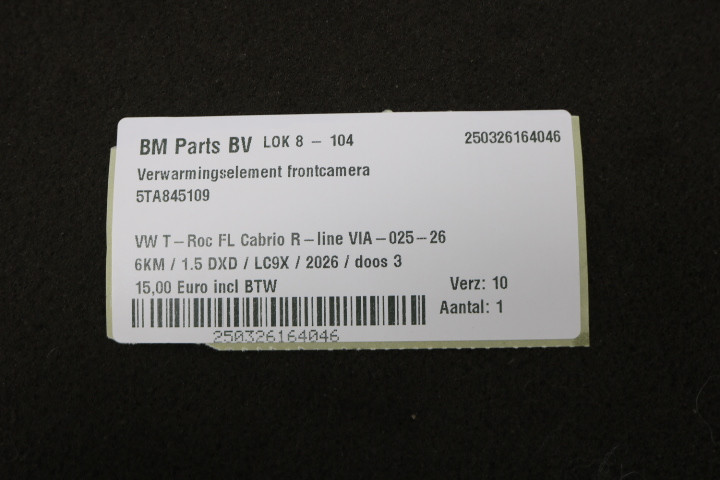 BM Parts BV LOK 8 - 104 250326164046
Verwarmingselement frontcamera
5TA845109
VW T-Roc FL Cabrio R-line VIA-025-26
6KM / 1.5 DXD / LC9X / 2026 / doos 3
15,00 Euro incl BTW Verz: 10
Aantal: 1
250326164046